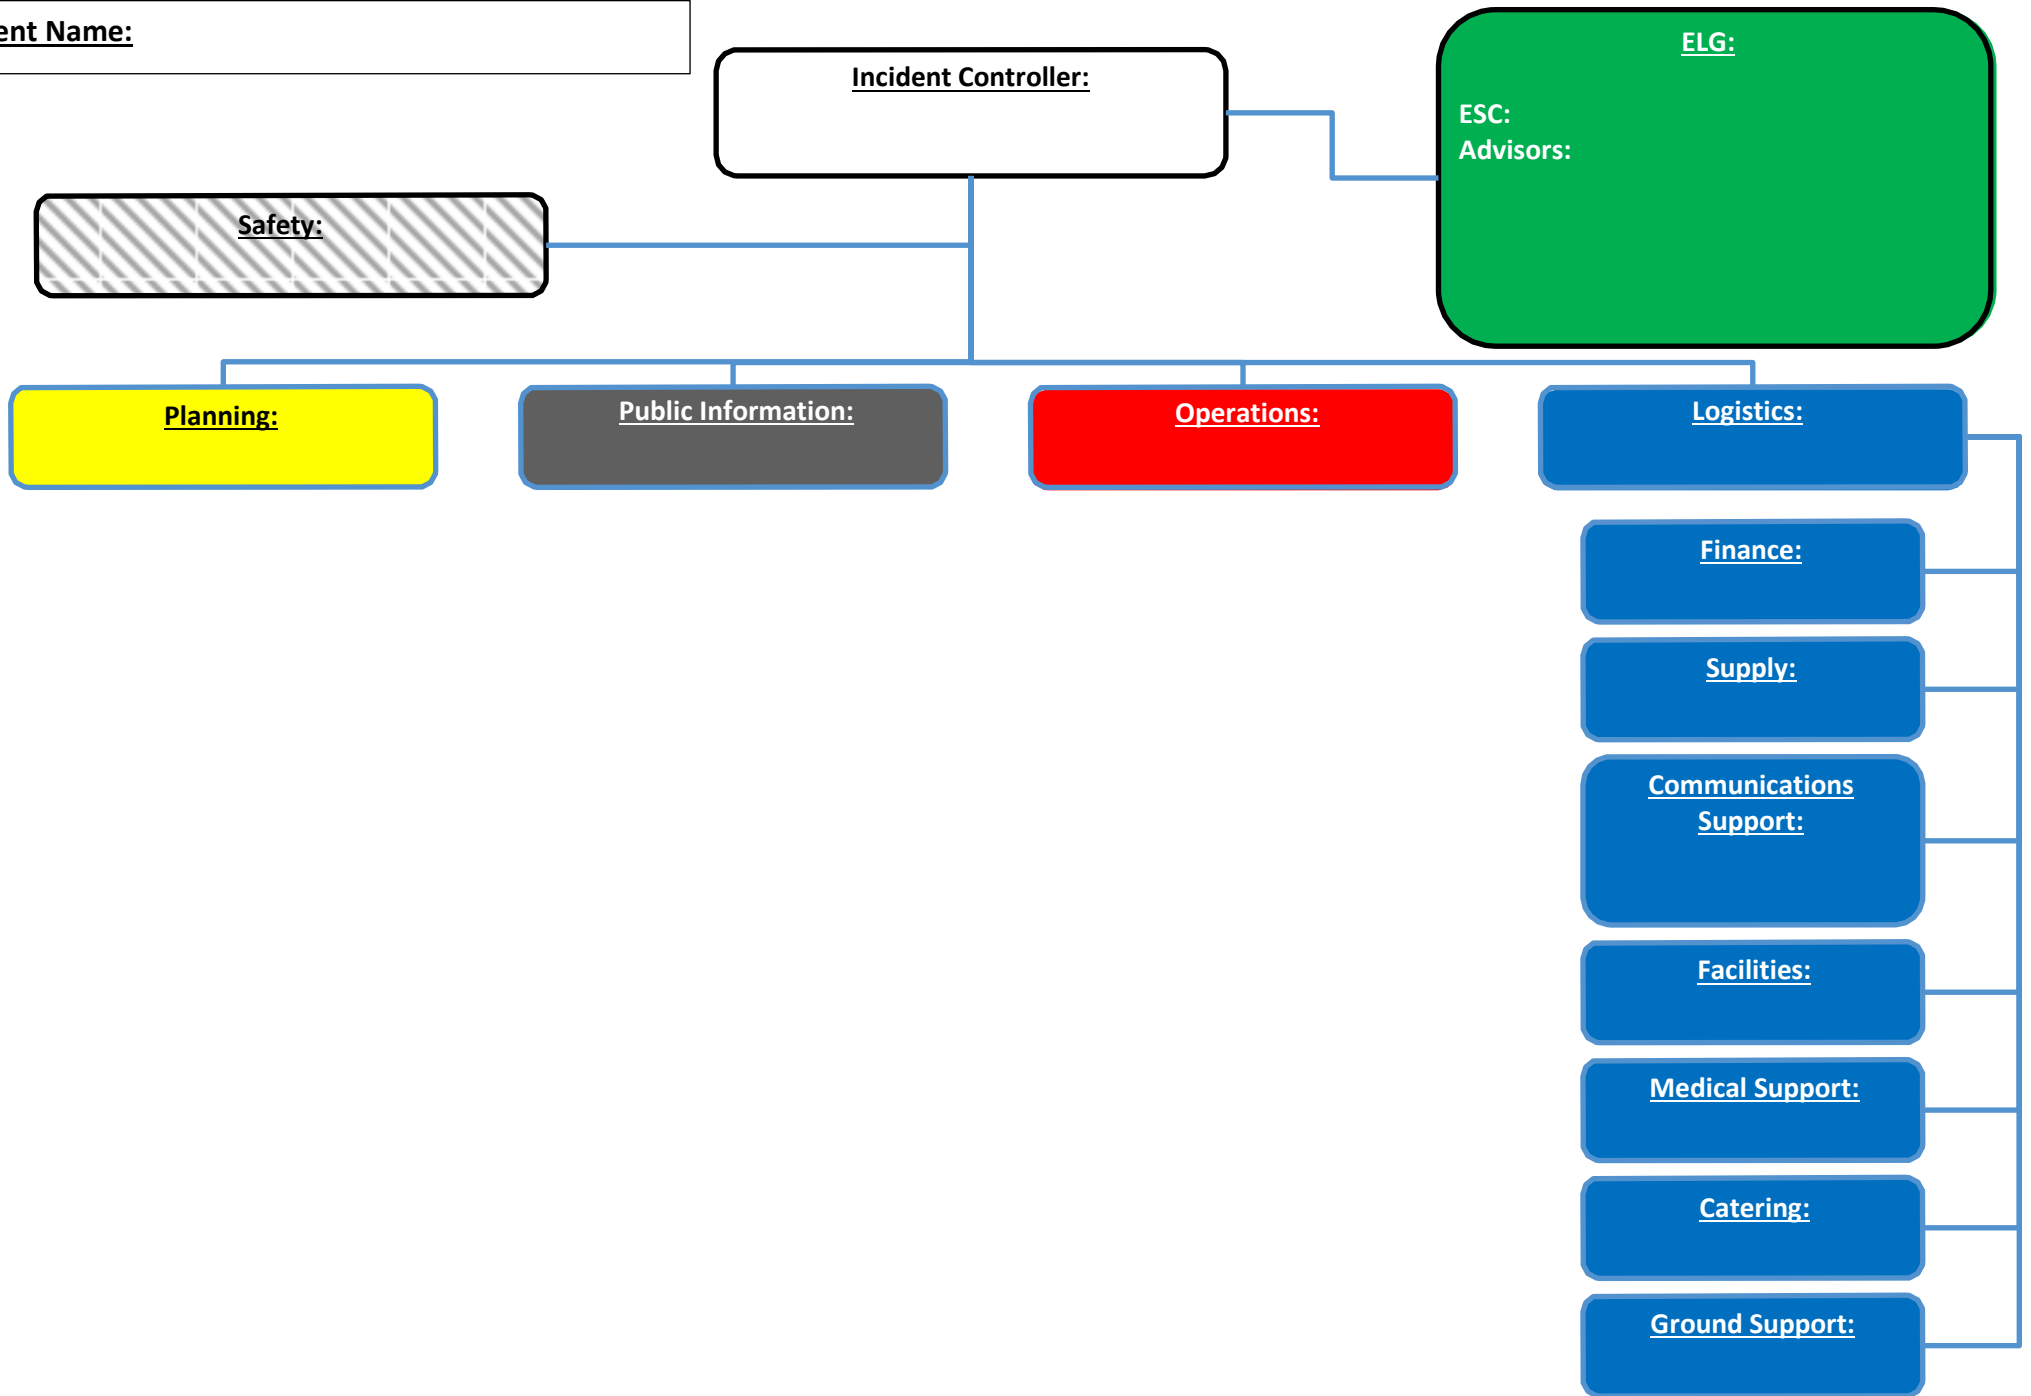 ent Name:
Incident Controller:
ELG:
ESC:
Advisors:
Safety:
Planning:
Public Information:
Operations:
Logistics:
Finance:
Supply:
Communications
Support:
Facilities:
Medical Support:
Catering:
Ground Support: